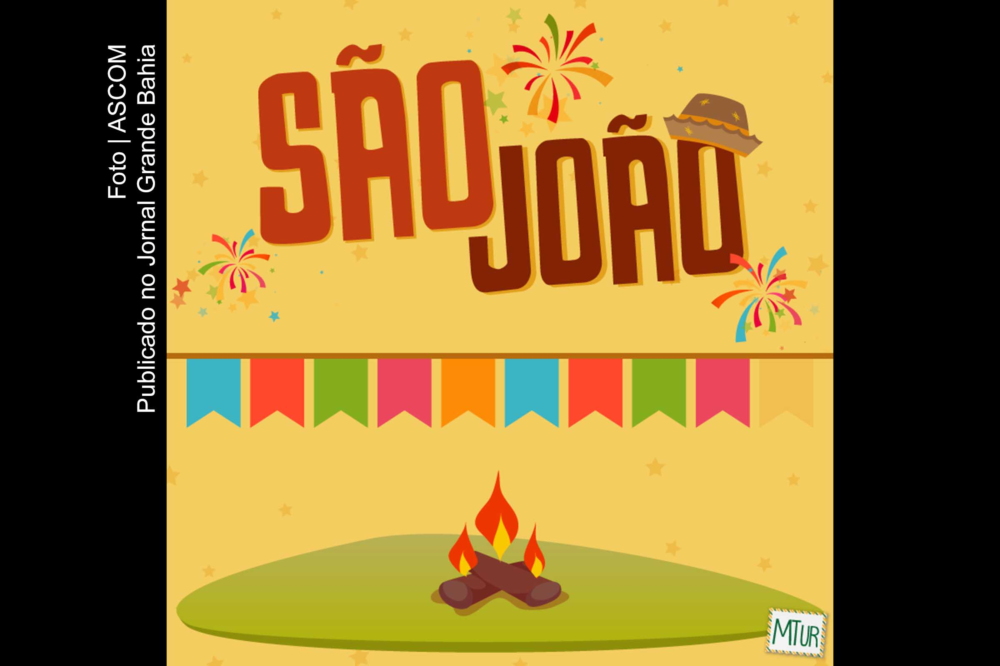 Foto | ASCOM
Publicado no Jornal Grande Bahia
SÃO
JOÃO
MTUR